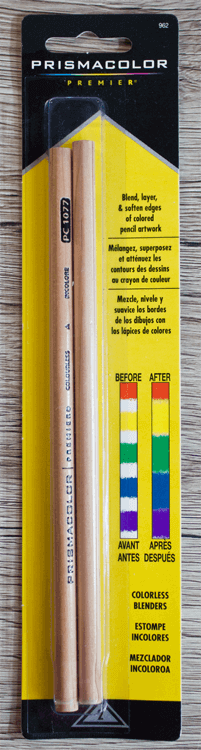 962
PRISMACOLOR
PREMIER®
Blend, layer,
& soften edges
of colored
pencil artwork
Mélangez, superposez
et atténuez les
contours des dessins
au crayon de couleur
Mezcle, nivele y
suavice los bordes
de los dibujos con
los lápices de colores
BEFORE AFTER
AVANT APRÈS
ANTES DESPUÉS
COLORLESS
BLENDERS
ESTOMPE
INCOLORES
MEZCLADOR
INCOLOROA
PRISMACOLOR | PREMIER COLOURLESS INCOLORE PC 1077